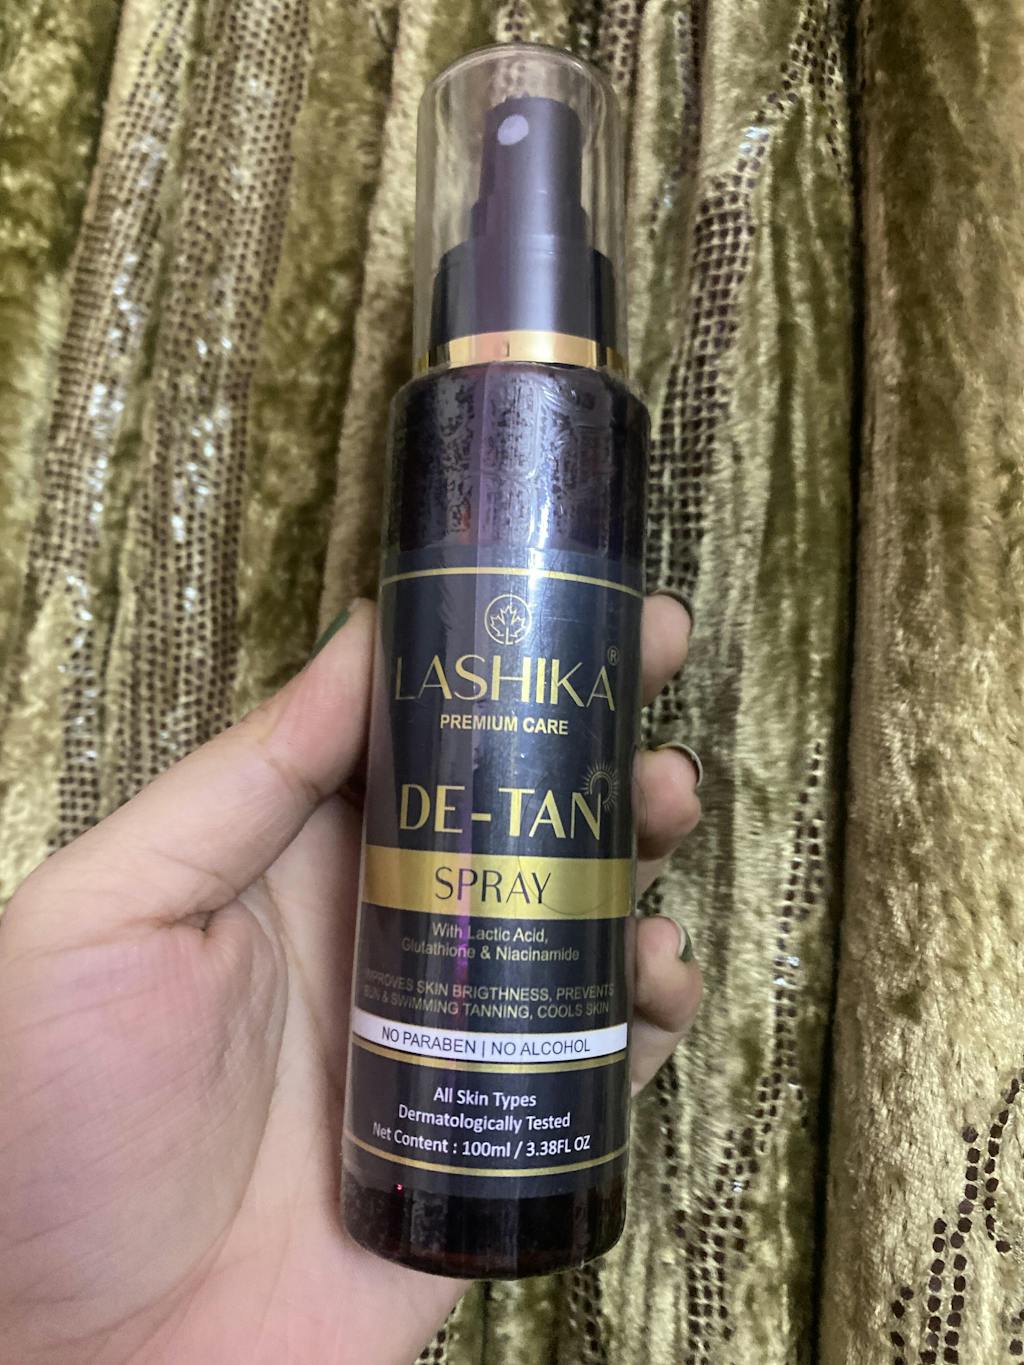 LASHIKA®
PREMIUM CARE
DE-TAN
SPRAY
With Lactic Acid,
Glutathione & Niacinamide
IMPROVES SKIN BRIGTHNESS, PREVENTS
SUN & SWIMMING TANNING, COOLS SKIN
NO PARABEN | NO ALCOHOL
All Skin Types
Dermatologically Tested
Net Content : 100ml / 3.38FL OZ